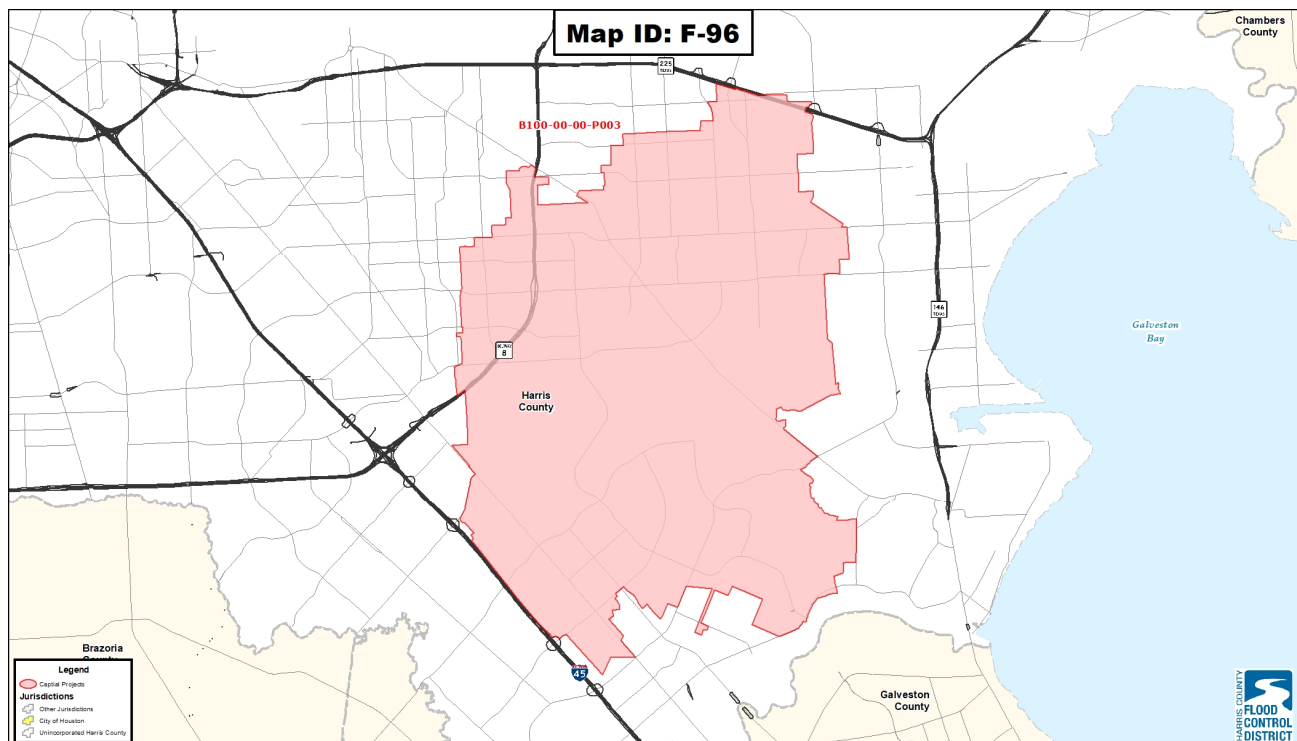 Map ID: F-96
Chambers
County
225
B100-00-00-P003
146
Galveston
Bay
8
Harris
County
45
Brazoria
Galveston
County
Legend
Captial Projects
Jurisdictions
Other Jurisdictions
City of Houston
Unincorporated Harris County
HARRIS COUNTY
FLOOD
CONTROL
DISTRICT